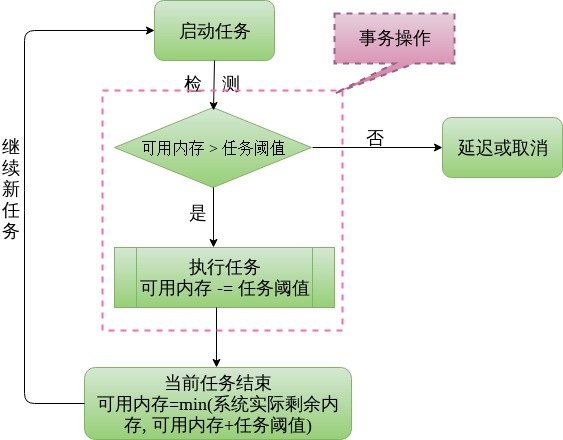 启动任务
事务操作
检 测
可用内存 > 任务阈值
否
延迟或取消
继续新任务
是
执行任务
可用内存 -= 任务阈值
当前任务结束
可用内存=min(系统实际剩余内
存, 可用内存+任务阈值)